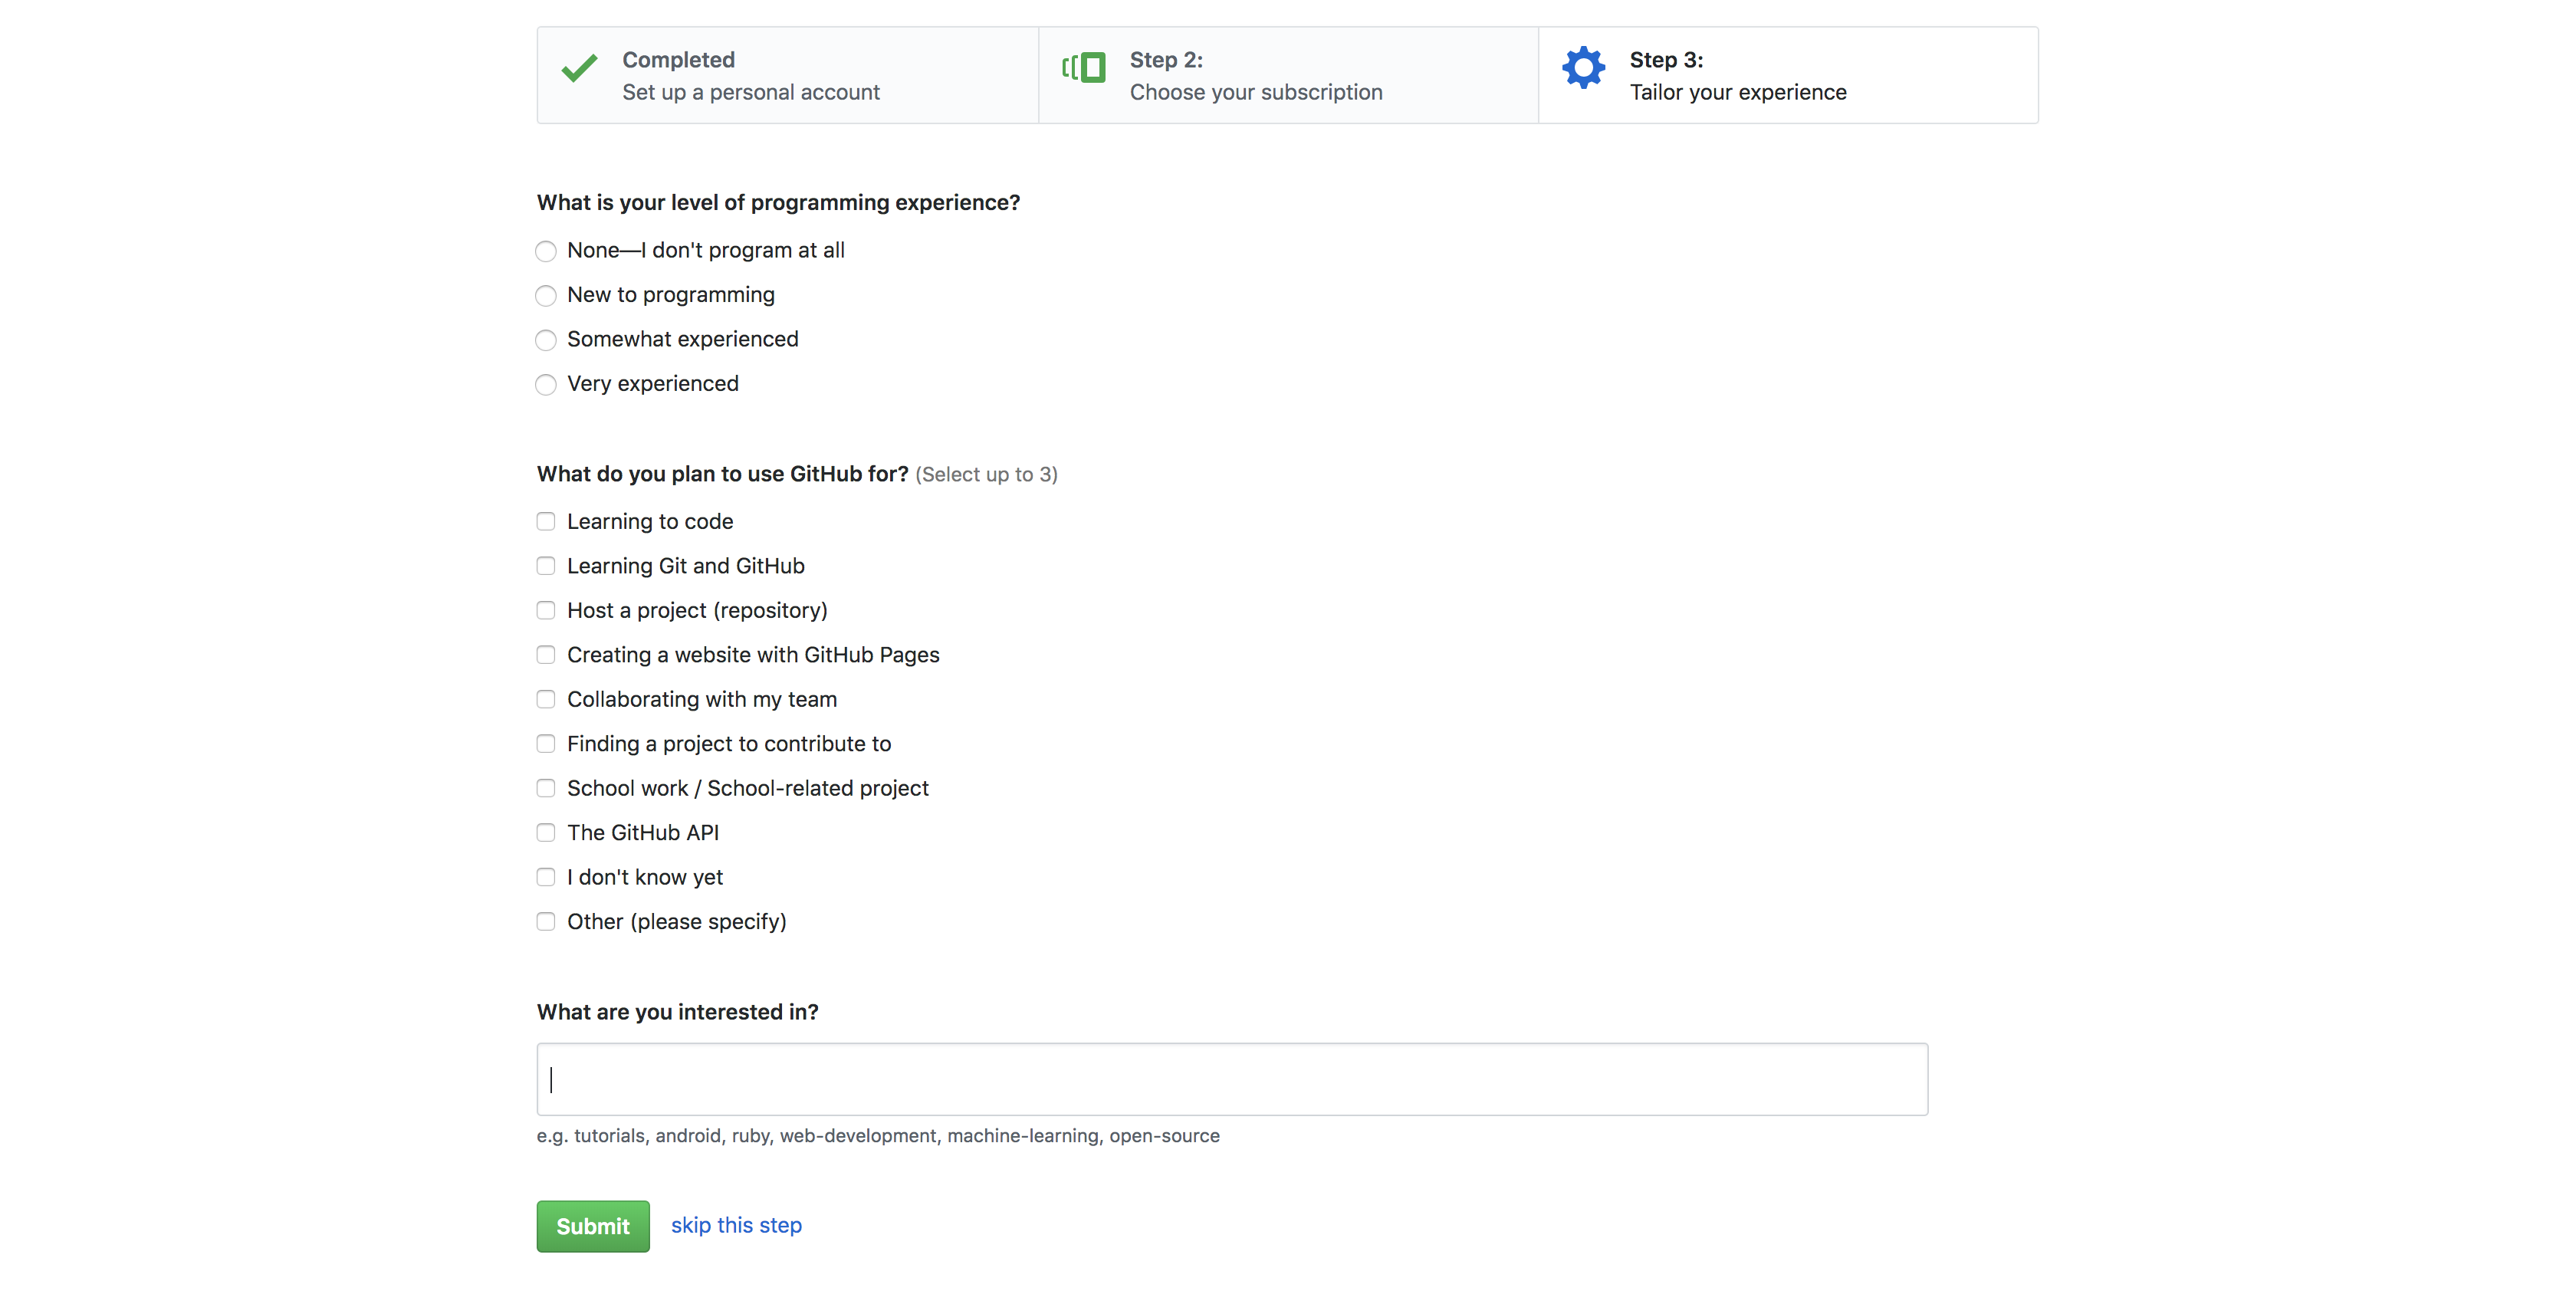 Completed
Set up a personal account
Step 2:
Choose your subscription
Step 3:
Tailor your experience
What is your level of programming experience?
None—I don't program at all
New to programming
Somewhat experienced
Very experienced
What do you plan to use GitHub for? (Select up to 3)
Learning to code
Learning Git and GitHub
Host a project (repository)
Creating a website with GitHub Pages
Collaborating with my team
Finding a project to contribute to
School work / School-related project
The GitHub API
I don't know yet
Other (please specify)
What are you interested in?
e.g. tutorials, android, ruby, web-development, machine-learning, open-source
Submit skip this step